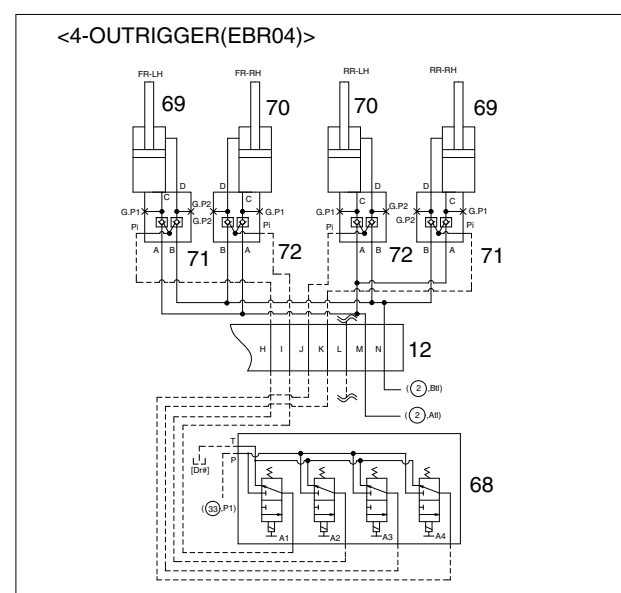 <4-OUTRIGGER(EBR04)>
FR-LH FR-RH RR-LH RR-RH
69 70 70 69
D D D D
C C C C
G.P1 G.P2 G.P1 G.P1 G.P2 G.P1
G.P2 G.P2
Pi Pi Pi Pi
A B B A A B B A
71 72 72 71
H I J K L M N 12
(2,Btl)
(2,Atl)
T
P
[Dr#]
68
(33,P1)
A1 A2 A3 A4